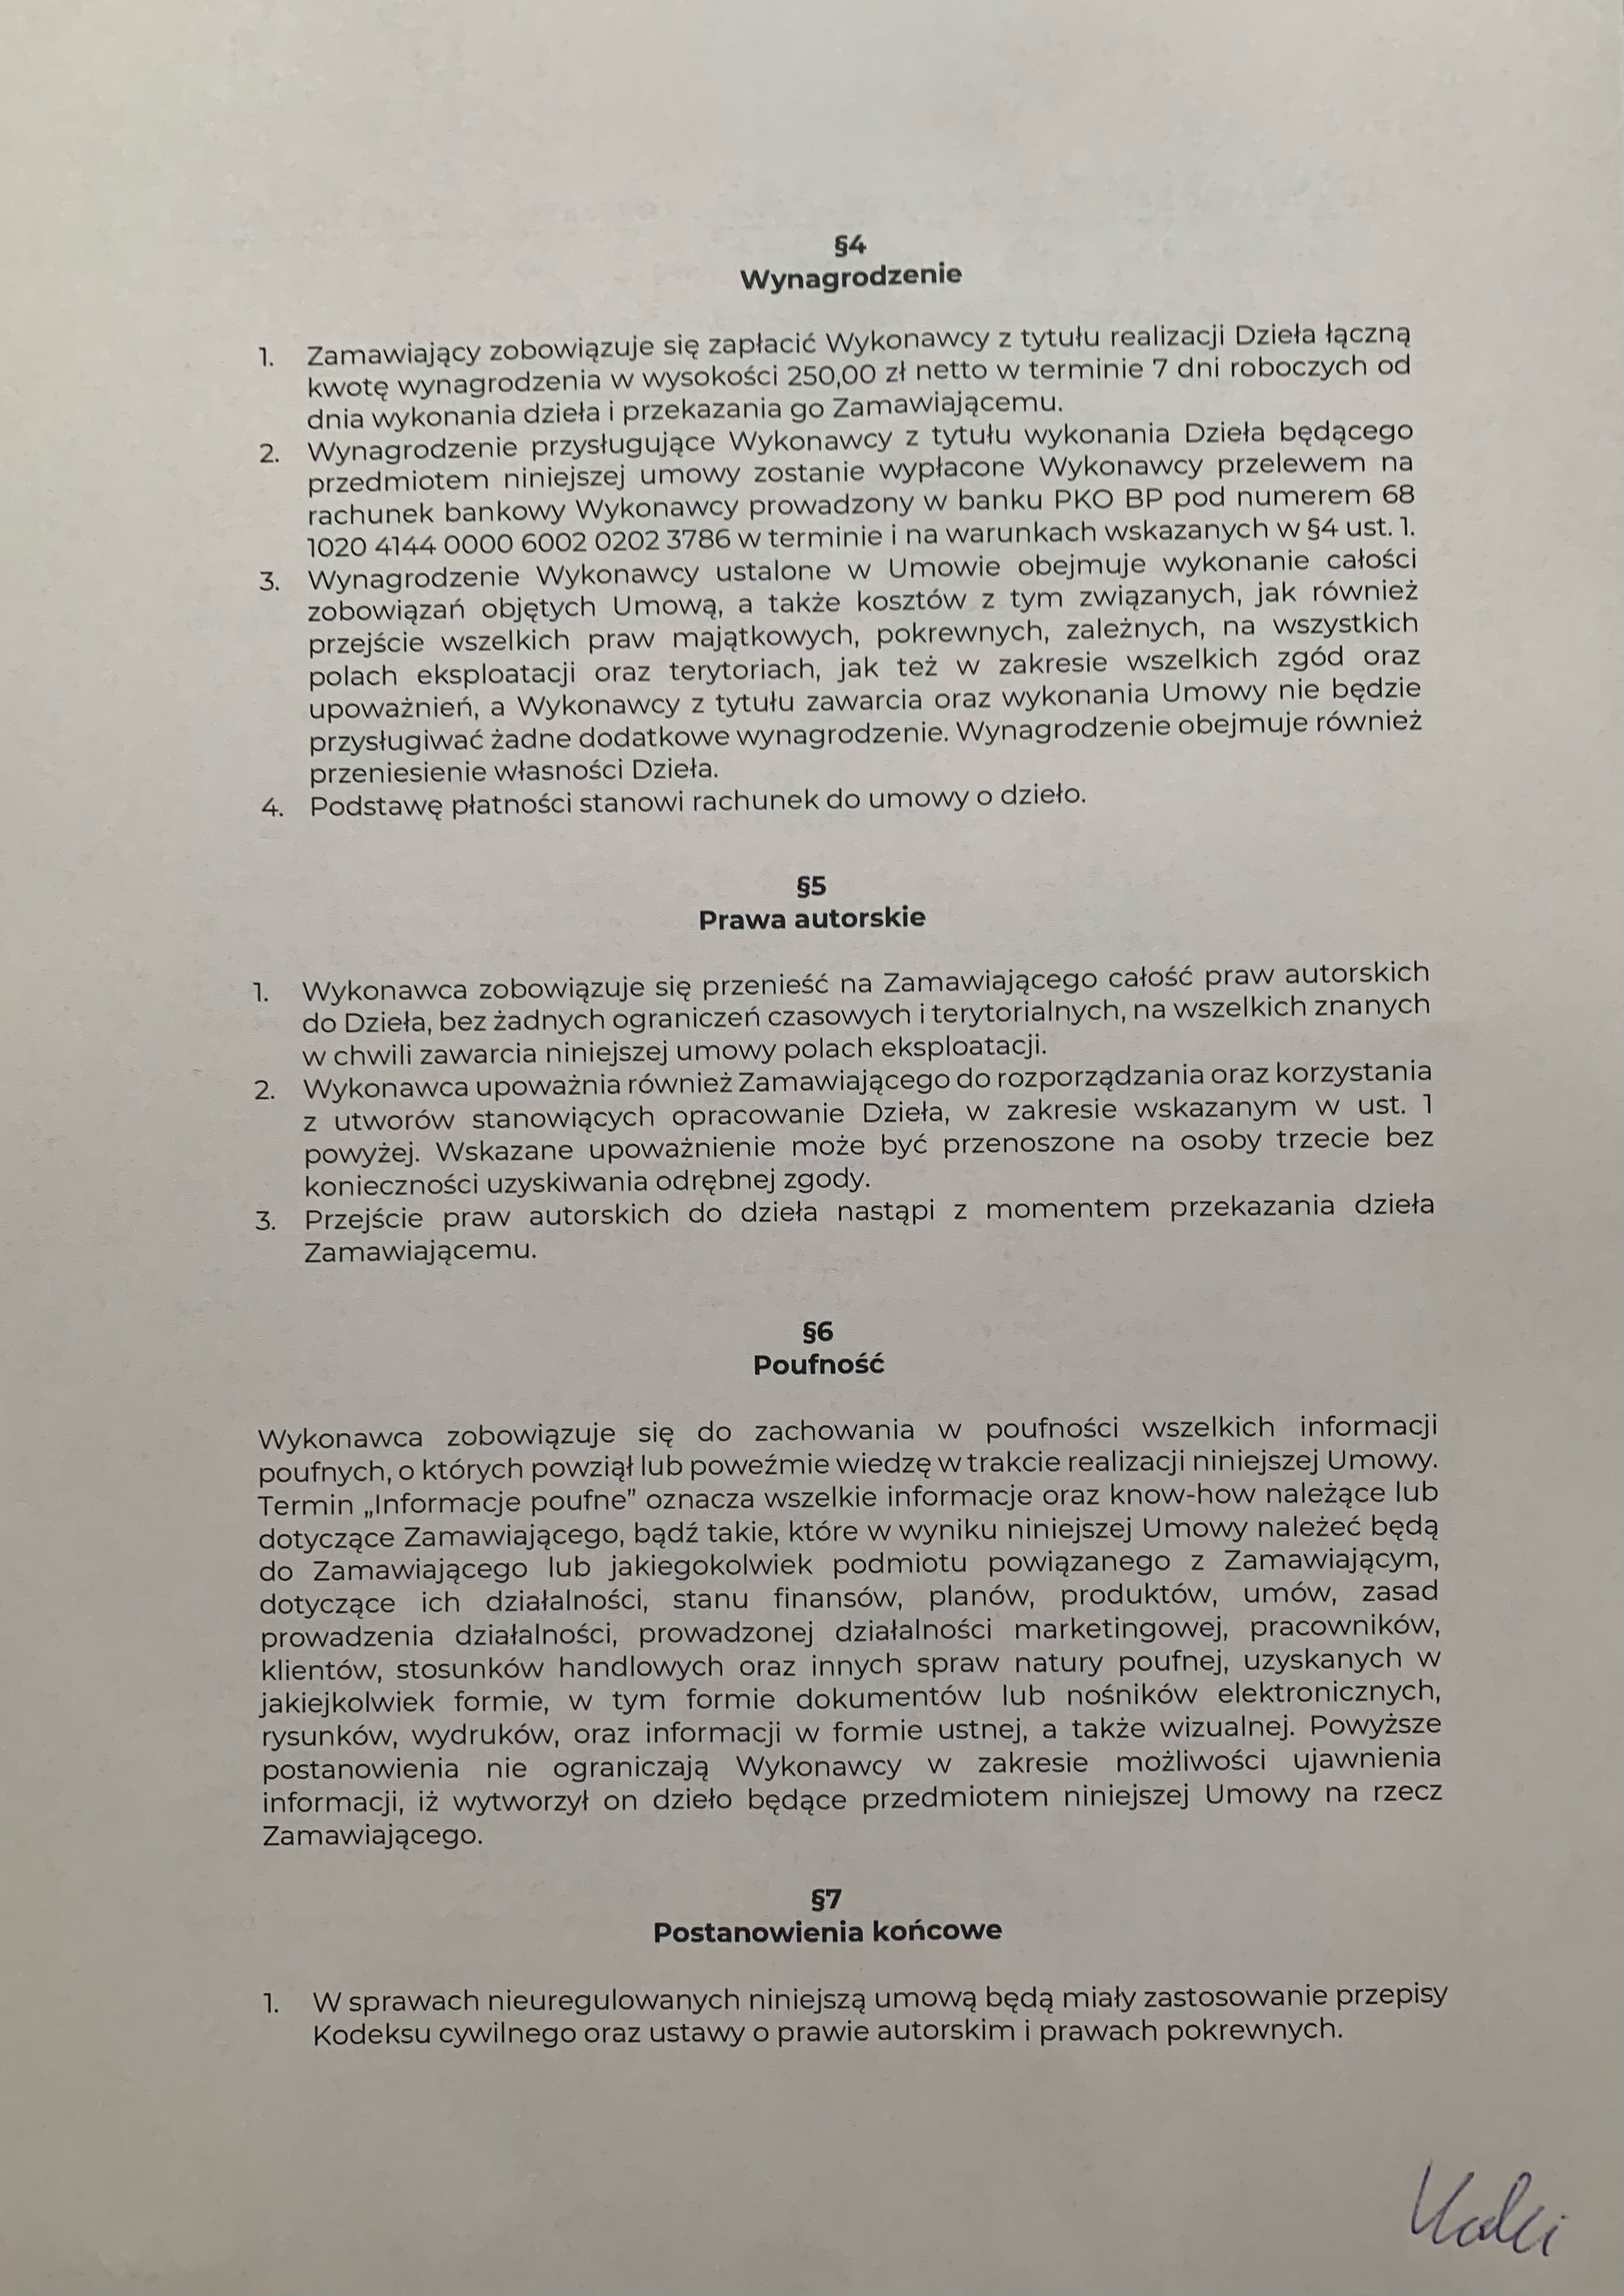 §4
Wynagrodzenie
1. Zamawiający zobowiązuje się zapłacić Wykonawcy z tytułu realizacji Dzieła łączną
kwotę wynagrodzenia w wysokości 250,00 zł netto w terminie 7 dni roboczych od
dnia wykonania dzieła i przekazania go Zamawiającemu.
2. Wynagrodzenie przysługujące Wykonawcy z tytułu wykonania Dzieła będącego
przedmiotem niniejszej umowy zostanie wypłacone Wykonawcy przelewem na
rachunek bankowy Wykonawcy prowadzony w banku PKO BP pod numerem 68
1020 4144 0000 6002 0202 3786 w terminie i na warunkach wskazanych w §4 ust. 1.
3. Wynagrodzenie Wykonawcy ustalone w Umowie obejmuje wykonanie całości
zobowiązań objętych Umową, a także kosztów z tym związanych, jak również
przejście wszelkich praw majątkowych, pokrewnych, zależnych, na wszystkich
polach eksploatacji oraz terytoriach, jak też w zakresie wszelkich zgód oraz
upoważnień, a Wykonawcy z tytułu zawarcia oraz wykonania Umowy nie będzie
przysługiwać żadne dodatkowe wynagrodzenie. Wynagrodzenie obejmuje również
przeniesienie własności Dzieła.
4. Podstawę płatności stanowi rachunek do umowy o dzieło.
§5
Prawa autorskie
1. Wykonawca zobowiązuje się przenieść na Zamawiającego całość praw autorskich
do Dzieła, bez żadnych ograniczeń czasowych i terytorialnych, na wszelkich znanych
w chwili zawarcia niniejszej umowy polach eksploatacji.
2. Wykonawca upoważnia również Zamawiającego do rozporządzania oraz korzystania
z utworów stanowiących opracowanie Dzieła, w zakresie wskazanym w ust. 1
powyżej. Wskazane upoważnienie może być przenoszone na osoby trzecie bez
konieczności uzyskiwania odrębnej zgody.
3. Przejście praw autorskich do dzieła nastąpi z momentem przekazania dzieła
Zamawiającemu.
§6
Poufność
Wykonawca zobowiązuje się do zachowania w poufności wszelkich informacji
poufnych, o których powziął lub poweźmie wiedzę w trakcie realizacji niniejszej Umowy.
Termin „Informacje poufne” oznacza wszelkie informacje oraz know-how należące lub
dotyczące Zamawiającego, bądź takie, które w wyniku niniejszej Umowy należeć będą
do Zamawiającego lub jakiegokolwiek podmiotu powiązanego z Zamawiającym,
dotyczące ich działalności, stanu finansów, planów, produktów, umów, zasad
prowadzenia działalności, prowadzonej działalności marketingowej, pracowników,
klientów, stosunków handlowych oraz innych spraw natury poufnej, uzyskanych w
jakiejkolwiek formie, w tym formie dokumentów lub nośników elektronicznych,
rysunków, wydruków, oraz informacji w formie ustnej, a także wizualnej. Powyższe
postanowienia nie ograniczają Wykonawcy w zakresie możliwości ujawnienia
informacji, iż wytworzył on dzieło będące przedmiotem niniejszej Umowy na rzecz
Zamawiającego.
§7
Postanowienia końcowe
1. W sprawach nieuregulowanych niniejszą umową będą miały zastosowanie przepisy
Kodeksu cywilnego oraz ustawy o prawie autorskim i prawach pokrewnych.